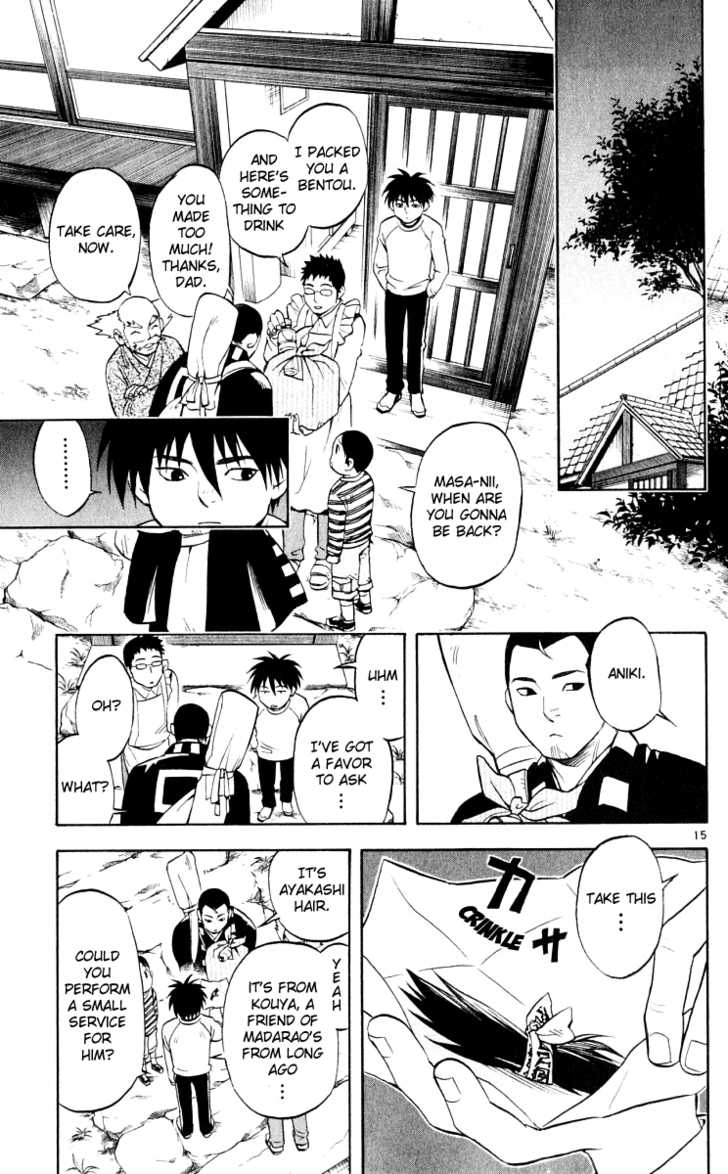 I PACKED
YOU A
BENTOU.
AND
HERE'S
SOME-
THING TO
DRINK
YOU
MADE
TOO
MUCH!
THANKS,
DAD.
TAKE CARE,
NOW.
MASA-NII,
WHEN ARE
YOU GONNA
BE BACK?
......
ANIKI.
UHM
...
I'VE GOT
A FAVOR
TO ASK
...
OH?
WHAT?
15
TAKE THIS
...
カサ
CRINKLE
IT'S
AYAKASHI
HAIR.
YEAH
IT'S FROM
KOUYA, A
FRIEND OF
MADARAO'S
FROM LONG
AGO
...
COULD
YOU
PERFORM
A SMALL
SERVICE
FOR
HIM?